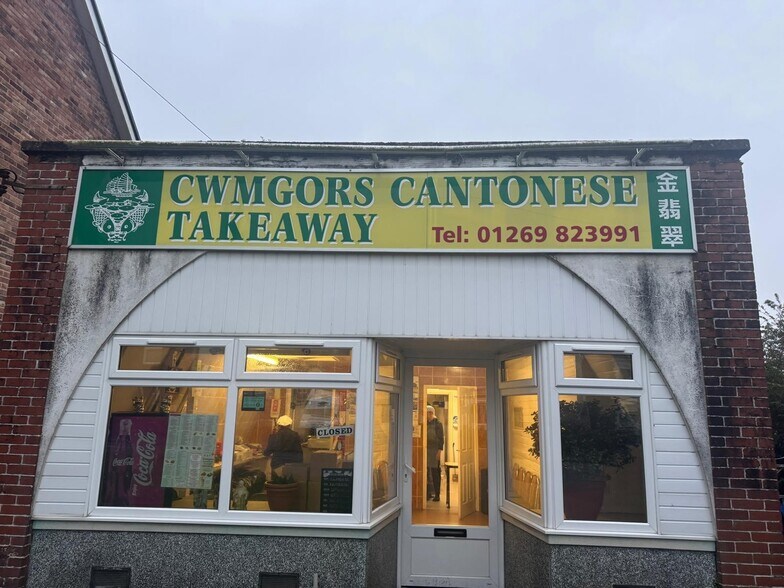 CWMGORS CANTONESE
TAKEAWAY
Tel: 01269 823991
金翡翠
Coca-Cola
CLOSED